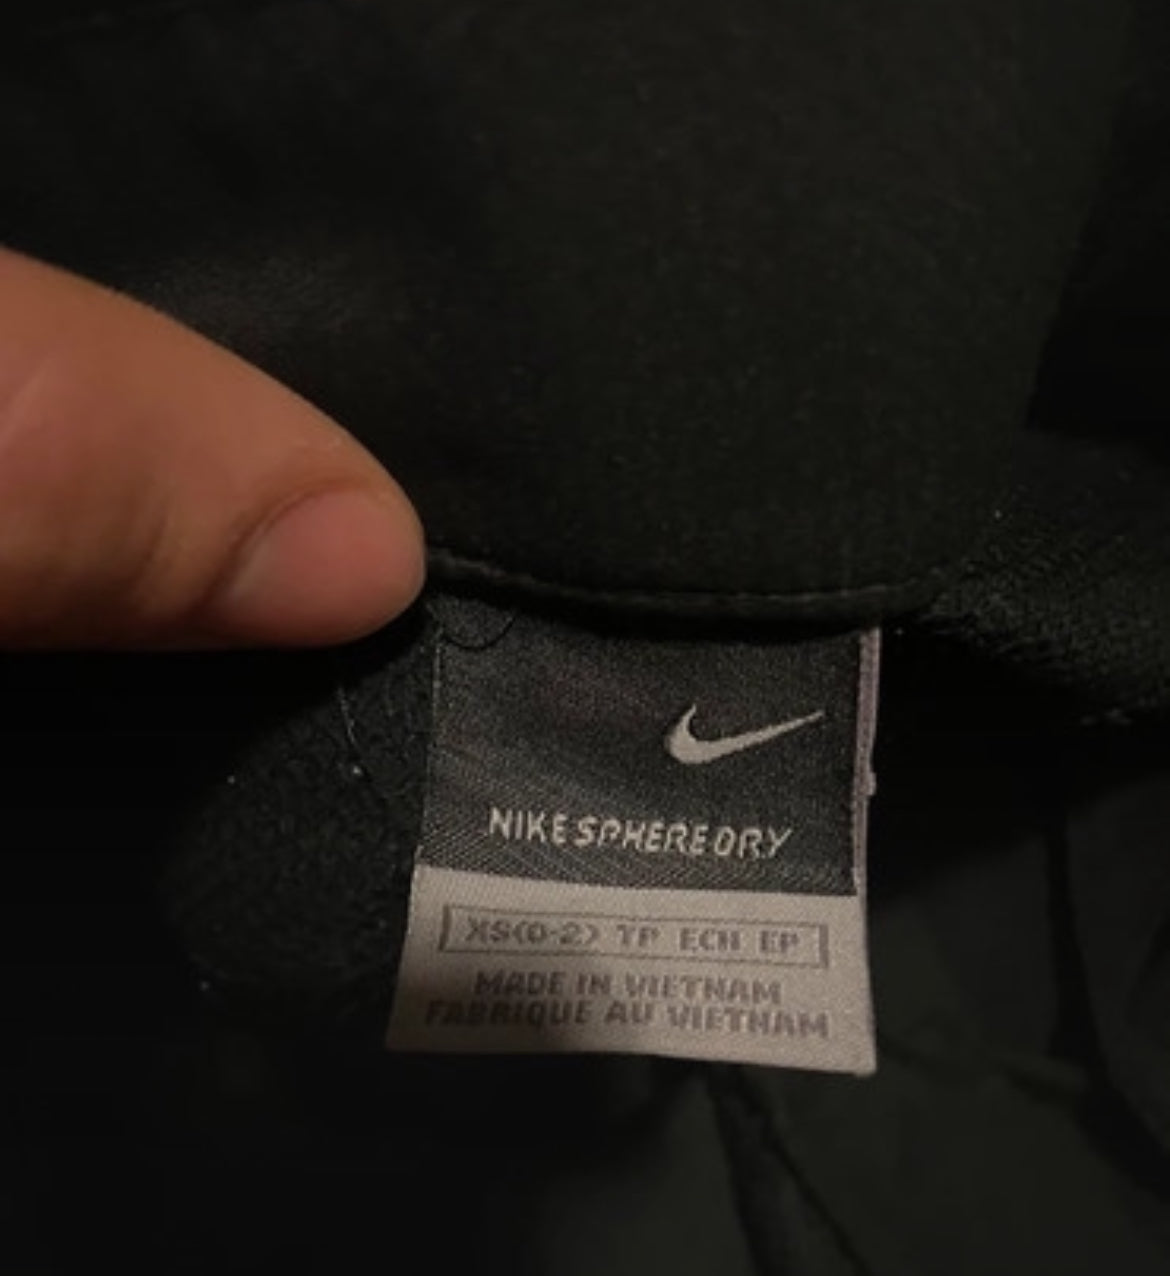 NIKE SPHERE DRY
XS(0-2) TP ECH EP
MADE IN VIETNAM
FABRIQUE AU VIETNAM